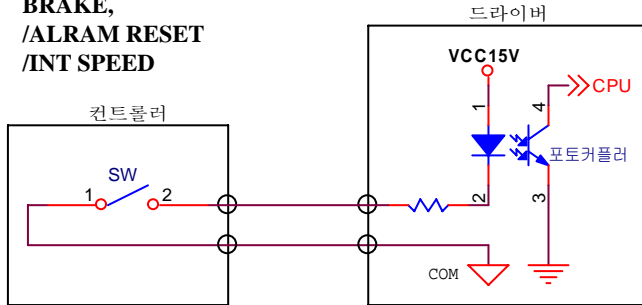 BRAKE,
/ALRAM RESET
/INT SPEED
드라이버
VCC15V
컨트롤러
1
4
CPU
포토커플러
SW
1
2
2
3
COM